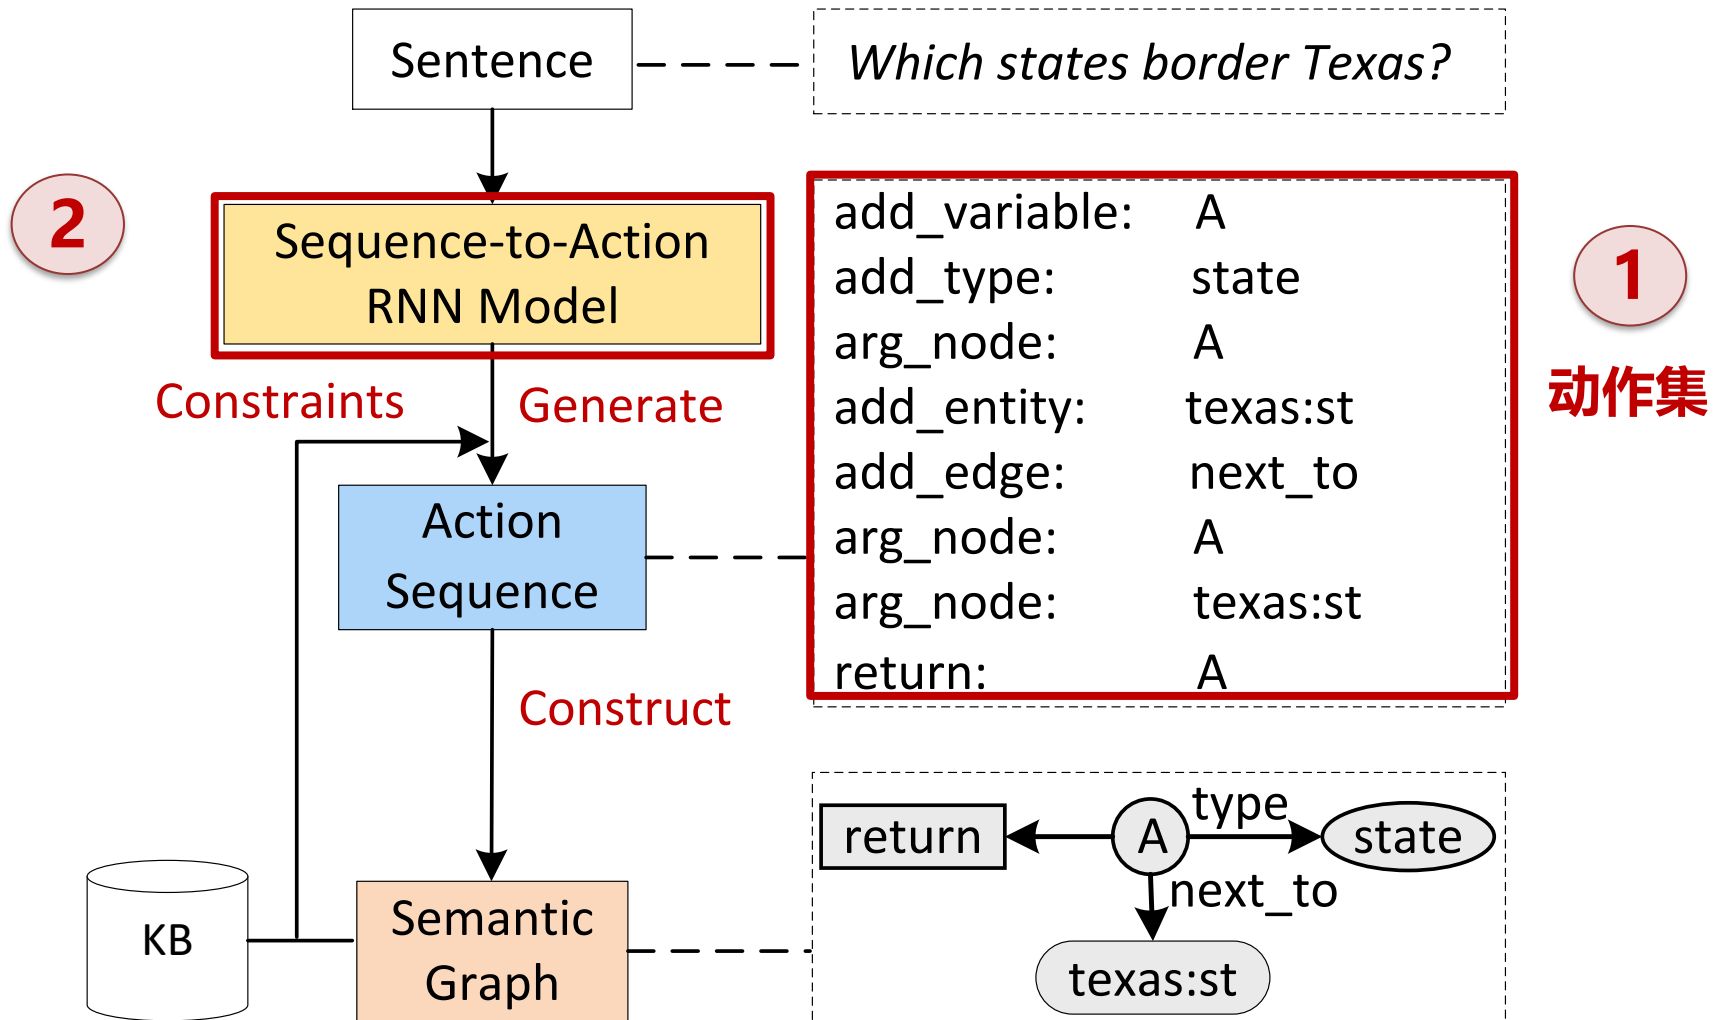 Sentence
Which states border Texas?
2
Sequence-to-Action
RNN Model
add_variable: A
add_type: state
arg_node: A
add_entity: texas:st
add_edge: next_to
arg_node: A
arg_node: texas:st
return: A
1
动作集
Constraints
Generate
Action
Sequence
Construct
KB
Semantic
Graph
return
A
type
state
next_to
texas:st